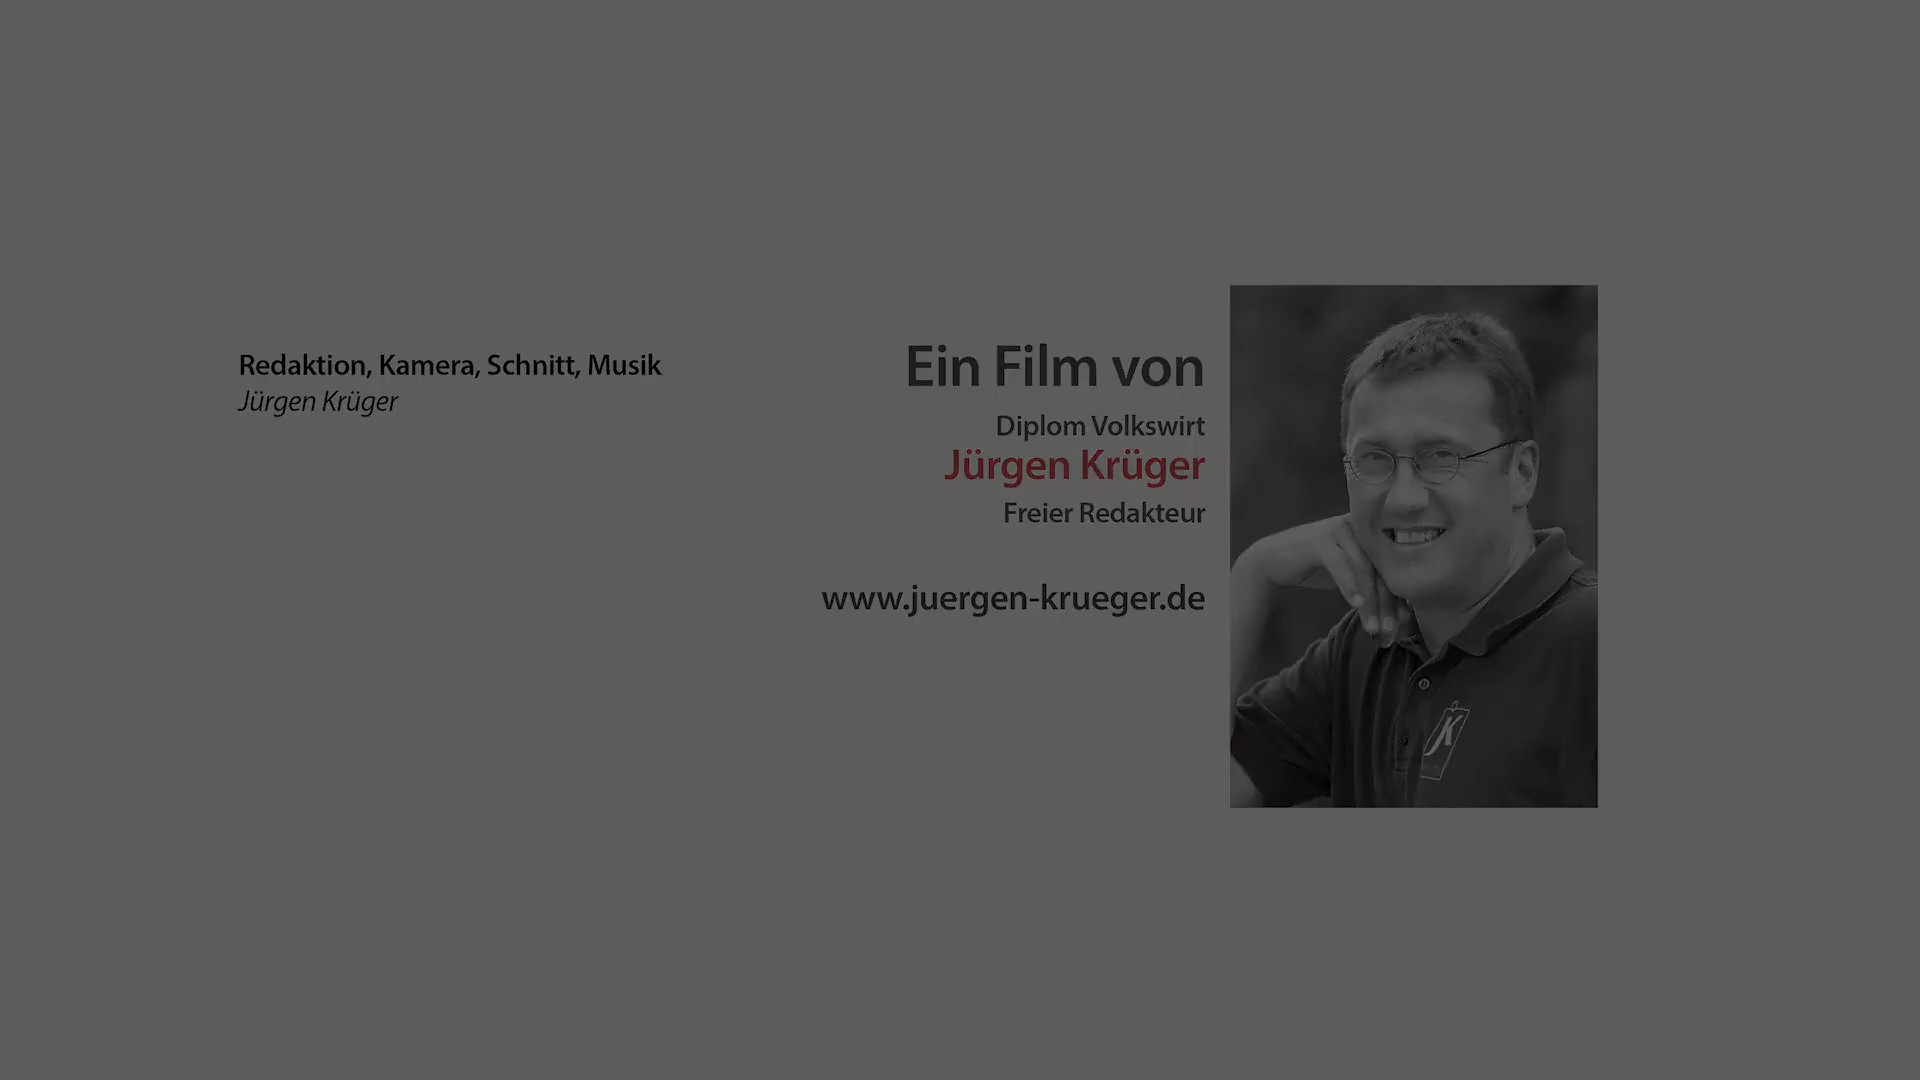 Redaktion, Kamera, Schnitt, Musik
Jürgen Krüger
Ein Film von
Diplom Volkswirt
Jürgen Krüger
Freier Redakteur
www.juergen-krueger.de